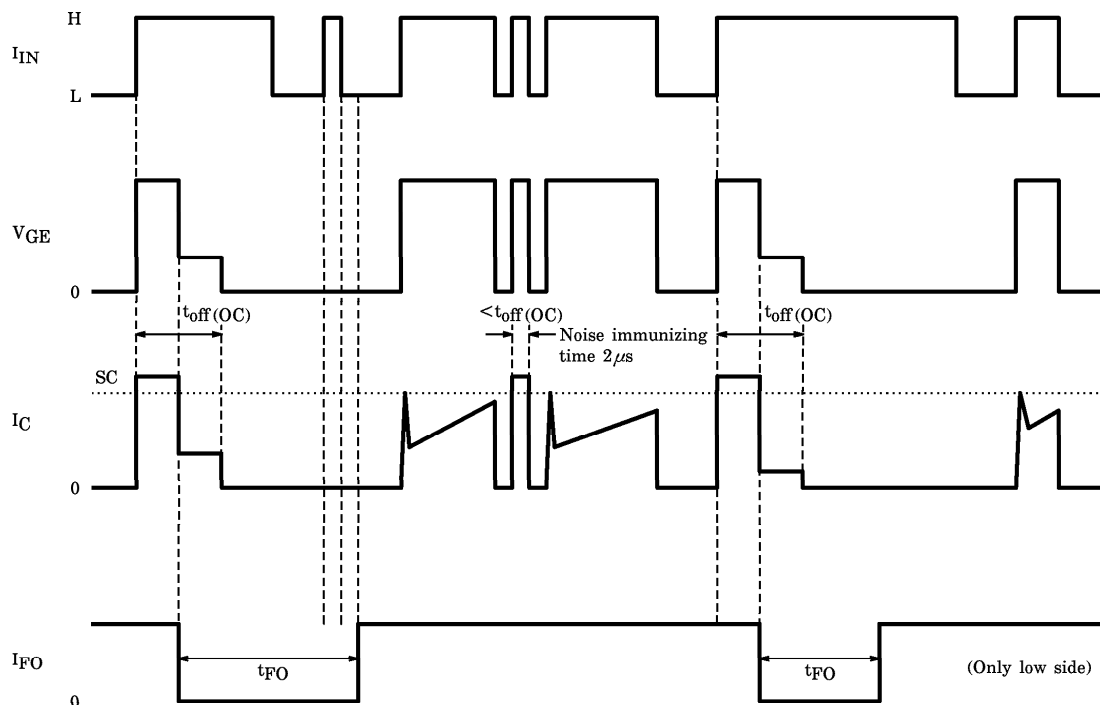 H
I_IN
L
V_GE
0
t_off (OC)
< t_off (OC)
Noise immunizing
time 2μs
t_off (OC)
SC
I_C
0
I_FO
t_FO
t_FO
(Only low side)
0